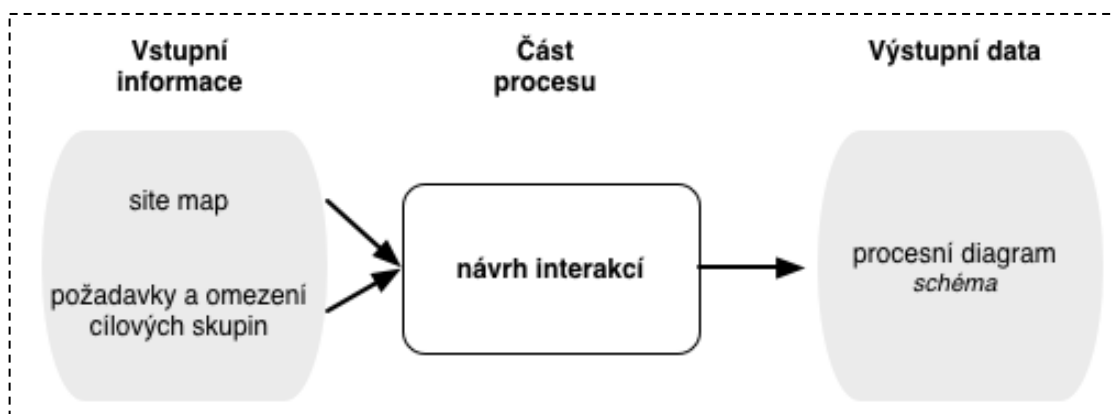 Vstupní
informace
Část
procesu
Výstupní data
site map
požadavky a omezení
cílových skupin
návrh interakcí
procesní diagram
schéma